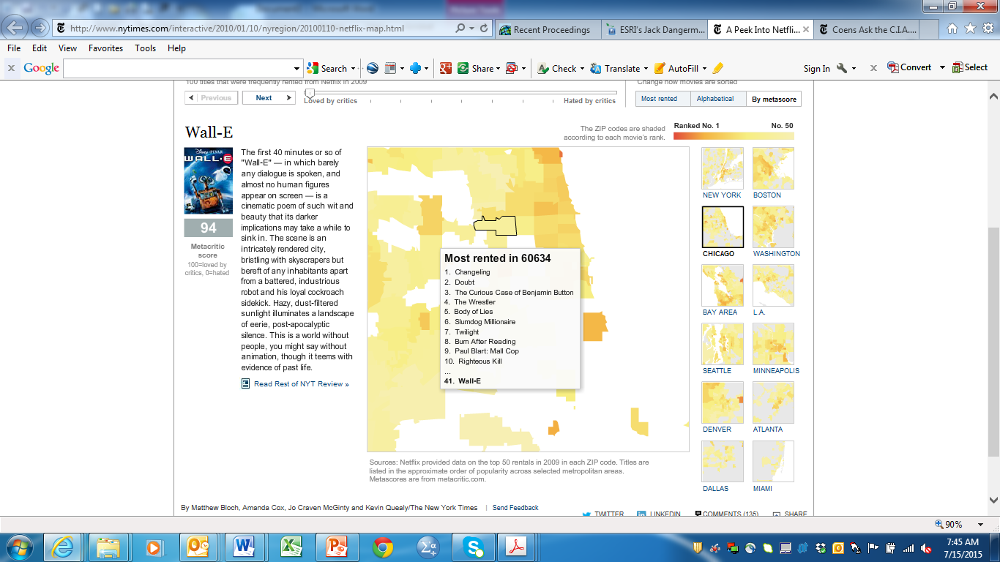 http://www.nytimes.com/interactive/2010/01/10/nyregion/20100110-netflix-map.html
Recent Proceedings
ESRI's Jack Dangerm...
A Peek Into Netfli...
Coens Ask the C.I.A....
File Edit View Favorites Tools Help
Google
Search
Share
Check
Translate
AutoFill
Sign In
Convert
Select
100 titles that were frequently rented from Netflix in 2009
Change how movies are sorted
Previous
Next
Loved by critics
Hated by critics
Most rented
Alphabetical
By metascore
Wall-E
The ZIP codes are shaded
according to each movie's rank.
Ranked No. 1
No. 50
WALL·E
94
Metacritic
score
100=loved by
critics, 0=hated
The first 40 minutes or so of
"Wall-E" — in which barely
any dialogue is spoken, and
almost no human figures
appear on screen — is a
cinematic poem of such wit and
beauty that its darker
implications may take a while to
sink in. The scene is an
intricately rendered city,
bristling with skyscrapers but
bereft of any inhabitants apart
from a battered, industrious
robot and his loyal cockroach
sidekick. Hazy, dust-filtered
sunlight illuminates a landscape
of eerie, post-apocalyptic
silence. This is a world without
people, you might say without
animation, though it teems with
evidence of past life.
Read Rest of NYT Review »
Most rented in 60634
1. Changeling
2. Doubt
3. The Curious Case of Benjamin Button
4. The Wrestler
5. Body of Lies
6. Slumdog Millionaire
7. Twilight
8. Burn After Reading
9. Paul Blart: Mall Cop
10. Righteous Kill
...
41. Wall-E
NEW YORK
BOSTON
CHICAGO
WASHINGTON
BAY AREA
L.A.
SEATTLE
MINNEAPOLIS
DENVER
ATLANTA
DALLAS
MIAMI
Sources: Netflix provided data on the top 50 rentals in 2009 in each ZIP code. Titles are
listed in the approximate order of popularity across selected metropolitan areas.
Metascores are from metacritic.com.
By Matthew Bloch, Amanda Cox, Jo Craven McGinty and Kevin Quealy/The New York Times | Send Feedback
TWITTER
LINKEDIN
COMMENTS (135)
SHARE
90%
7:45 AM
7/15/2015